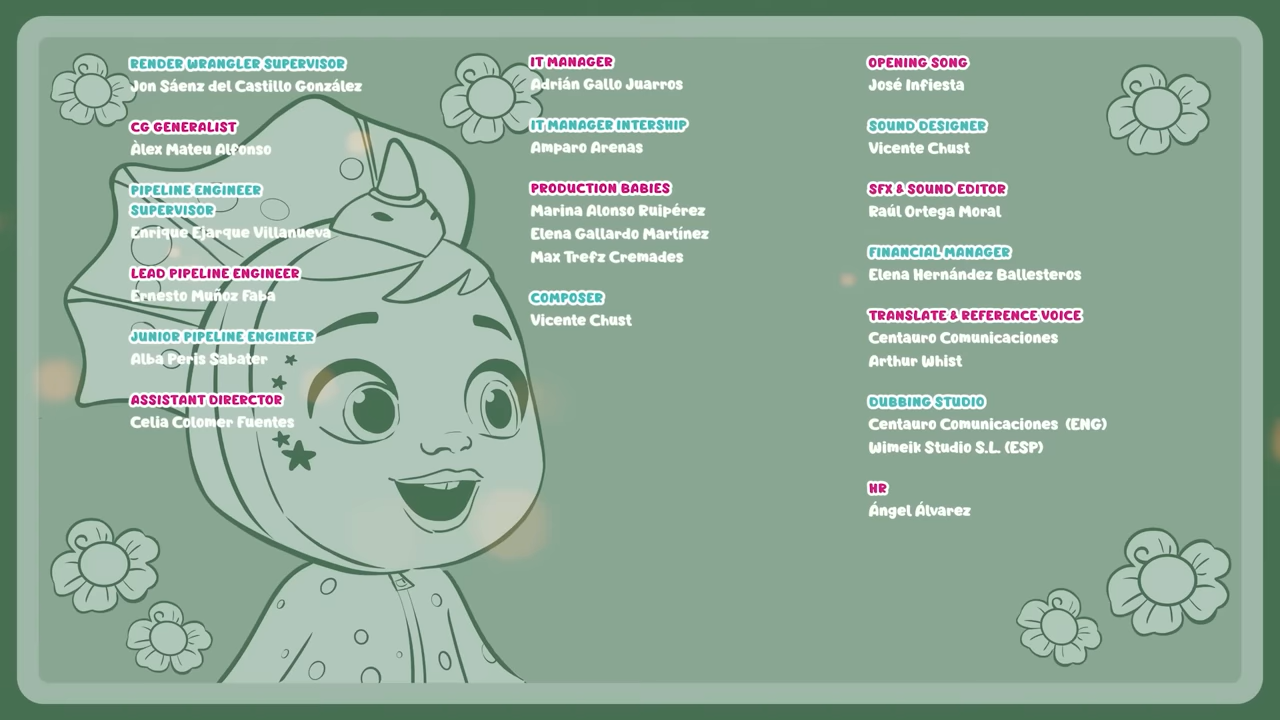 RENDER WRANGLER SUPERVISOR
Jon Sáenz del Castillo González
CG GENERALIST
Àlex Mateu Alfonso
PIPELINE ENGINEER
SUPERVISOR
Enrique Ejarque Villanueva
LEAD PIPELINE ENGINEER
Ernesto Muñoz Faba
JUNIOR PIPELINE ENGINEER
Alba Peris Sabater
ASSISTANT DIRERCTOR
Celia Colomer Fuentes
IT MANAGER
Adrián Gallo Juarros
IT MANAGER INTERSHIP
Amparo Arenas
PRODUCTION BABIES
Marina Alonso Ruipérez
Elena Gallardo Martínez
Max Trefz Cremades
COMPOSER
Vicente Chust
OPENING SONG
José Infiesta
SOUND DESIGNER
Vicente Chust
SFX & SOUND EDITOR
Raúl Ortega Moral
FINANCIAL MANAGER
Elena Hernández Ballesteros
TRANSLATE & REFERENCE VOICE
Centauro Comunicaciones
Arthur Whist
DUBBING STUDIO
Centauro Comunicaciones (ENG)
Wimeik Studio S.L. (ESP)
HR
Ángel Álvarez